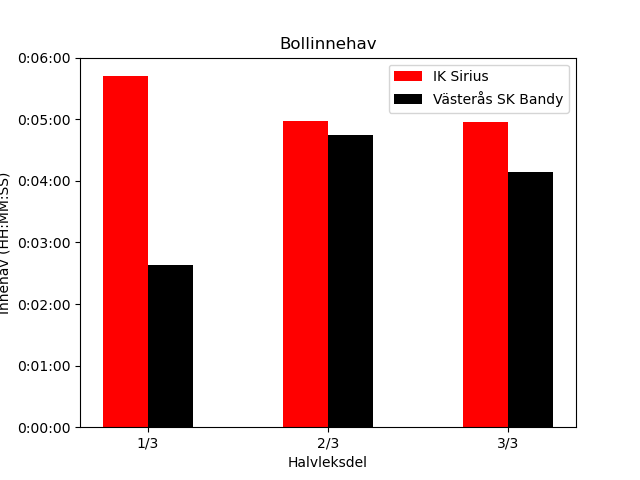 Bollinnehav
IK Sirius
Västerås SK Bandy
0:06:00
0:05:00
0:04:00
0:03:00
0:02:00
0:01:00
0:00:00
Innehav (HH:MM:SS)
1/3
2/3
3/3
Halvleksdel